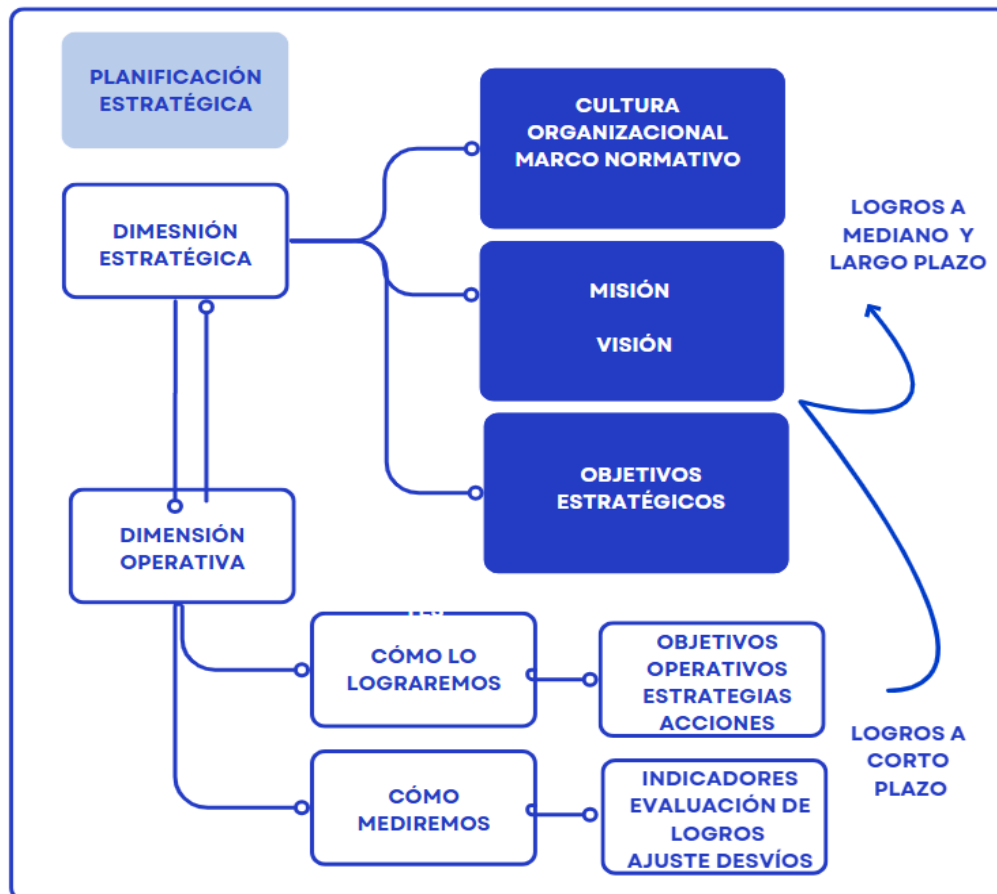 PLANIFICACIÓN
ESTRATÉGICA
CULTURA
ORGANIZACIONAL
MARCO NORMATIVO
DIMESNIÓN
ESTRATÉGICA
LOGROS A
MEDIANO Y
LARGO PLAZO
MISIÓN
VISIÓN
OBJETIVOS
ESTRATÉGICOS
DIMENSIÓN
OPERATIVA
CÓMO LO
LOGRAREMOS
OBJETIVOS
OPERATIVOS
ESTRATEGIAS
ACCIONES
LOGROS A
CORTO
PLAZO
CÓMO
MEDIREMOS
INDICADORES
EVALUACIÓN DE
LOGROS
AJUSTE DESVÍOS